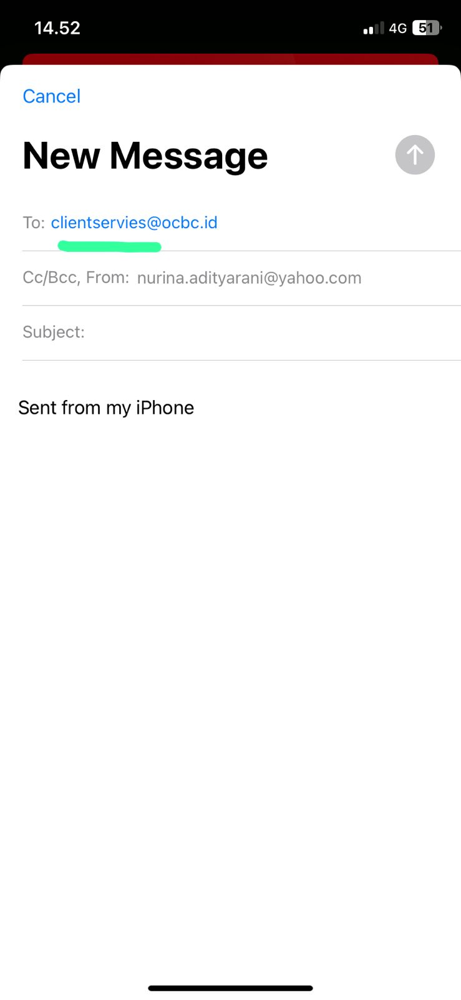 14.52
4G 51
Cancel
New Message
To: clientservies@ocbc.id
Cc/Bcc, From: nurina.adityarani@yahoo.com
Subject:
Sent from my iPhone